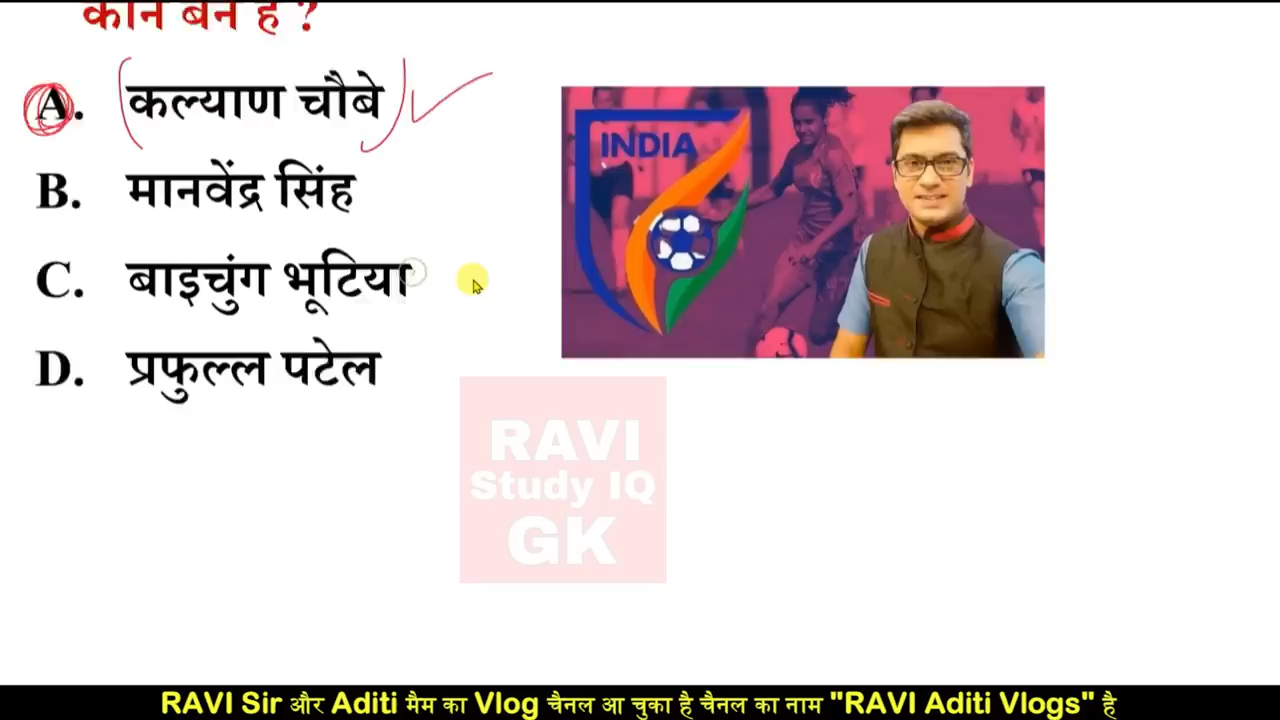 कौन बने है ?
A. कल्याण चौबे
B. मानवेंद्र सिंह
C. बाइचुंग भूटिया
D. प्रफुल्ल पटेल
INDIA
RAVI
Study IQ
GK
RAVI Sir और Aditi मैम का Vlog चैनल आ चुका है चैनल का नाम "RAVI Aditi Vlogs" है